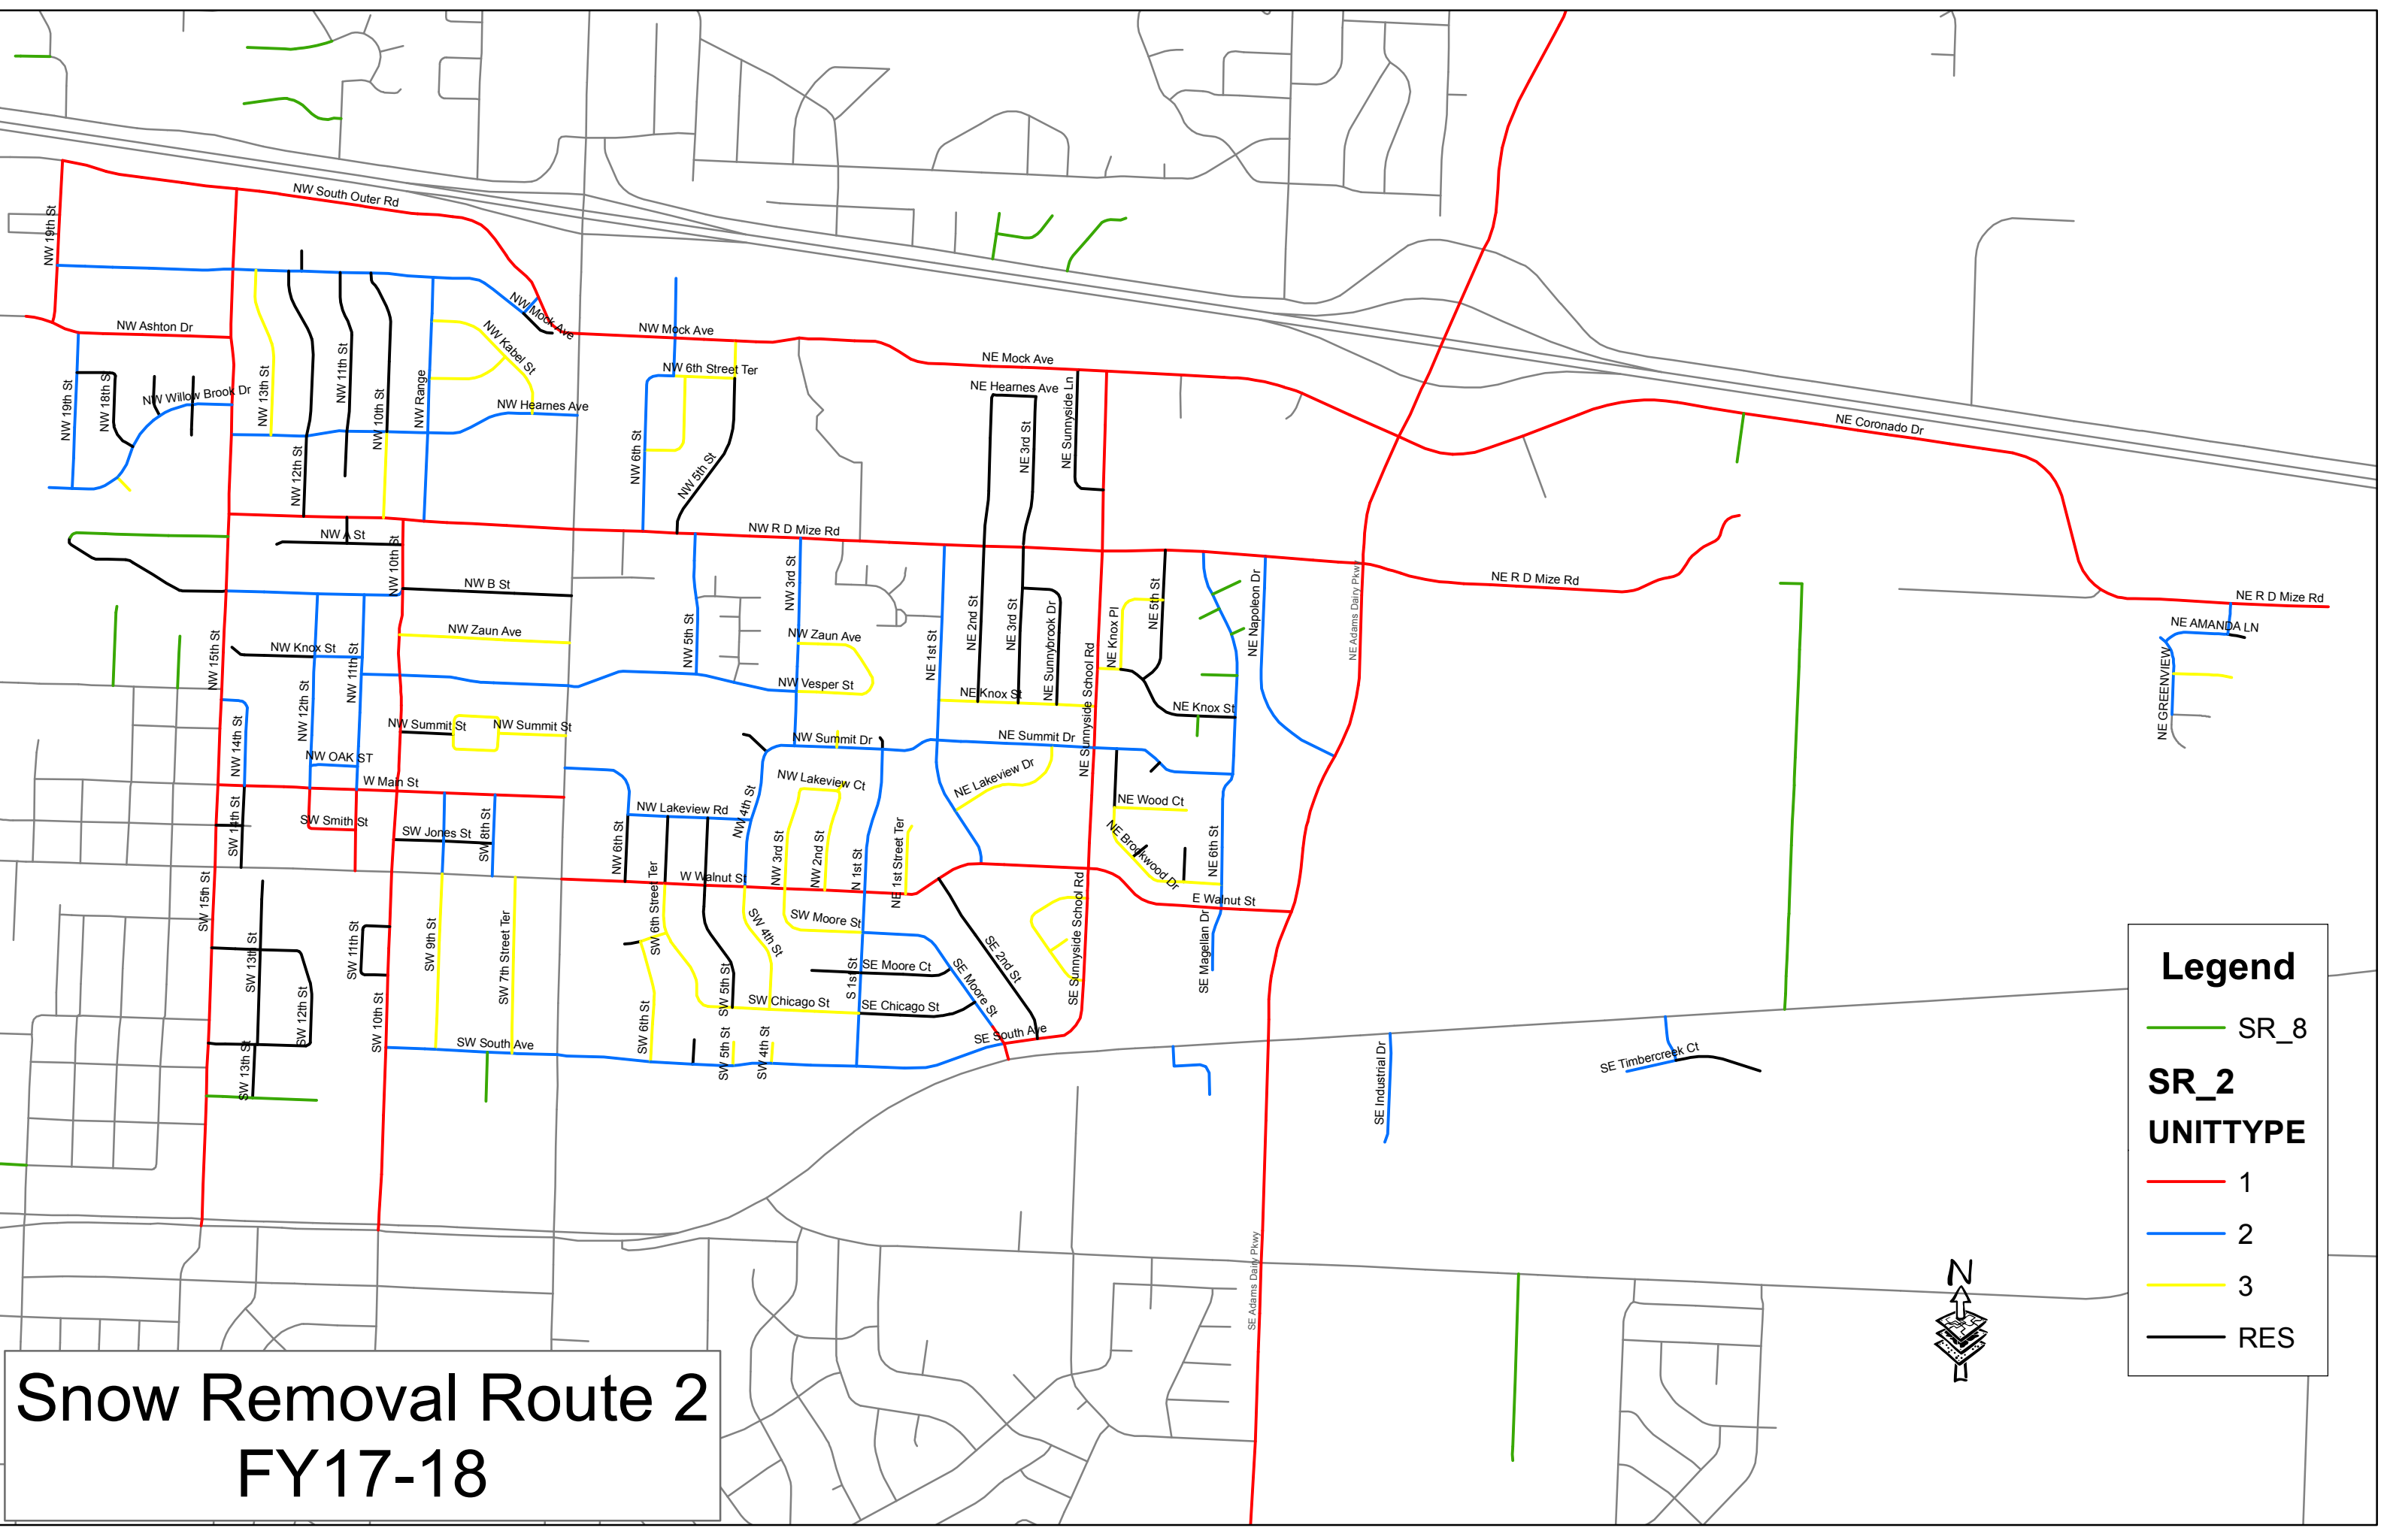 NW South Outer Rd
NW 19th St
NW Mock Ave
NW Ashton Dr
NW Mock Ave
NE Mock Ave
NW Kabel St
NW 6th Street Ter
NE Hearnes Ave
NE Sunnyside Ln
NW 19th St
NW 18th St
NW Willow Brook Dr
NW 13th St
NW 11th St
NW 10th St
NW Range
NW Hearnes Ave
NE Coronado Dr
NW 12th St
NW 6th St
NW 5th St
NE 3rd St
NW A St
NW R D Mize Rd
NW 10th St
NW B St
NE R D Mize Rd
NE R D Mize Rd
NW 3rd St
NE 2nd St
NE 3rd St
NE Sunnybrook Dr
NE Knox Pl
NE 5th St
NE Napoleon Dr
NE Adams Dairy Pkwy
NE AMANDA LN
NE GREENVIEW
NW 15th St
NW Knox St
NW Zaun Ave
NW 5th St
NW Zaun Ave
NE 1st St
NW 11th St
NW 12th St
NW Vesper St
NE Knox St
NE Sunnyside School Rd
NE Knox St
NW 14th St
NW Summit St
NW Summit St
NW Summit Dr
NE Summit Dr
NW OAK ST
W Main St
NW Lakeview Ct
NE Lakeview Dr
NE Wood Ct
SW 14th St
SW Smith St
SW Jones St
SW 8th St
NW Lakeview Rd
NW 4th St
NW 6th St
NW 3rd St
NW 2nd St
N 1st St
NE 1st Street Ter
NE Brookwood Dr
NE 6th St
W Walnut St
E Walnut St
SW 15th St
SW 13th St
SW 11th St
SW 9th St
SW 7th Street Ter
SW 6th Street Ter
SW 4th St
SW Moore St
SE Moore Ct
SE Moore St
SE 2nd St
SE Sunnyside School Rd
SE Magellan Dr
SW 12th St
SW 10th St
SW 5th St
SW Chicago St
S 1st St
SE Chicago St
SW South Ave
SW 6th St
SW 5th St
SW 4th St
SE South Ave
SW 13th St
SE Industrial Dr
SE Timbercreek Ct
SE Adams Dairy Pkwy
Legend
SR_8
SR_2
UNITTYPE
1
2
3
RES
N
Snow Removal Route 2
FY17-18